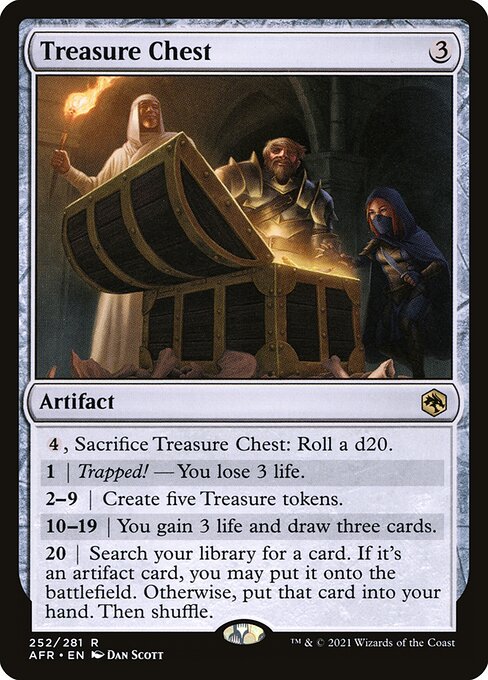 Treasure Chest 3
Artifact
4, Sacrifice Treasure Chest: Roll a d20.
1 | Trapped! — You lose 3 life.
2–9 | Create five Treasure tokens.
10–19 | You gain 3 life and draw three cards.
20 | Search your library for a card. If it's
an artifact card, you may put it onto the
battlefield. Otherwise, put that card into your
hand. Then shuffle.
252/281 R
AFR • EN Dan Scott
™ & © 2021 Wizards of the Coast